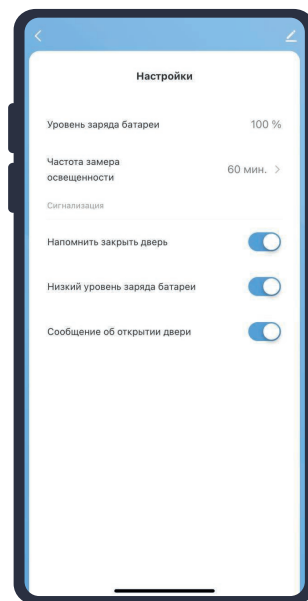 Настройки
Уровень заряда батареи 100 %
Частота замера
освещенности 60 мин.
Сигнализация
Напомнить закрыть дверь
Низкий уровень заряда батареи
Сообщение об открытии двери